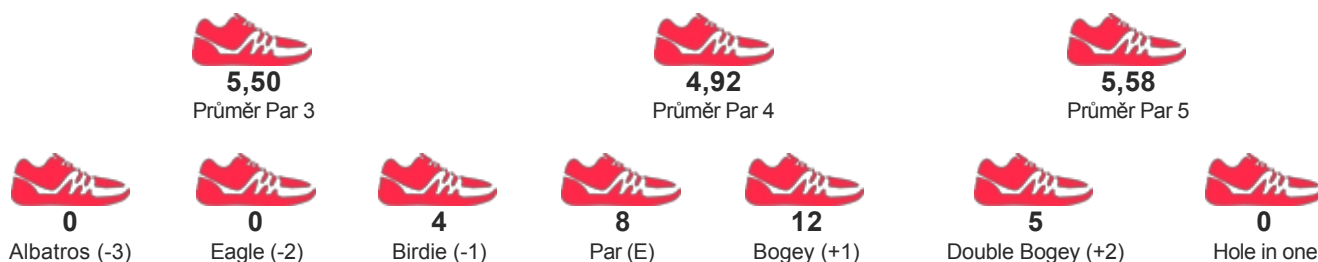 5,50 4,92 5,58
Průměr Par 3 Průměr Par 4 Průměr Par 5
0 0 4 8 12 5 0
Albatros (-3) Eagle (-2) Birdie (-1) Par (E) Bogey (+1) Double Bogey (+2) Hole in one